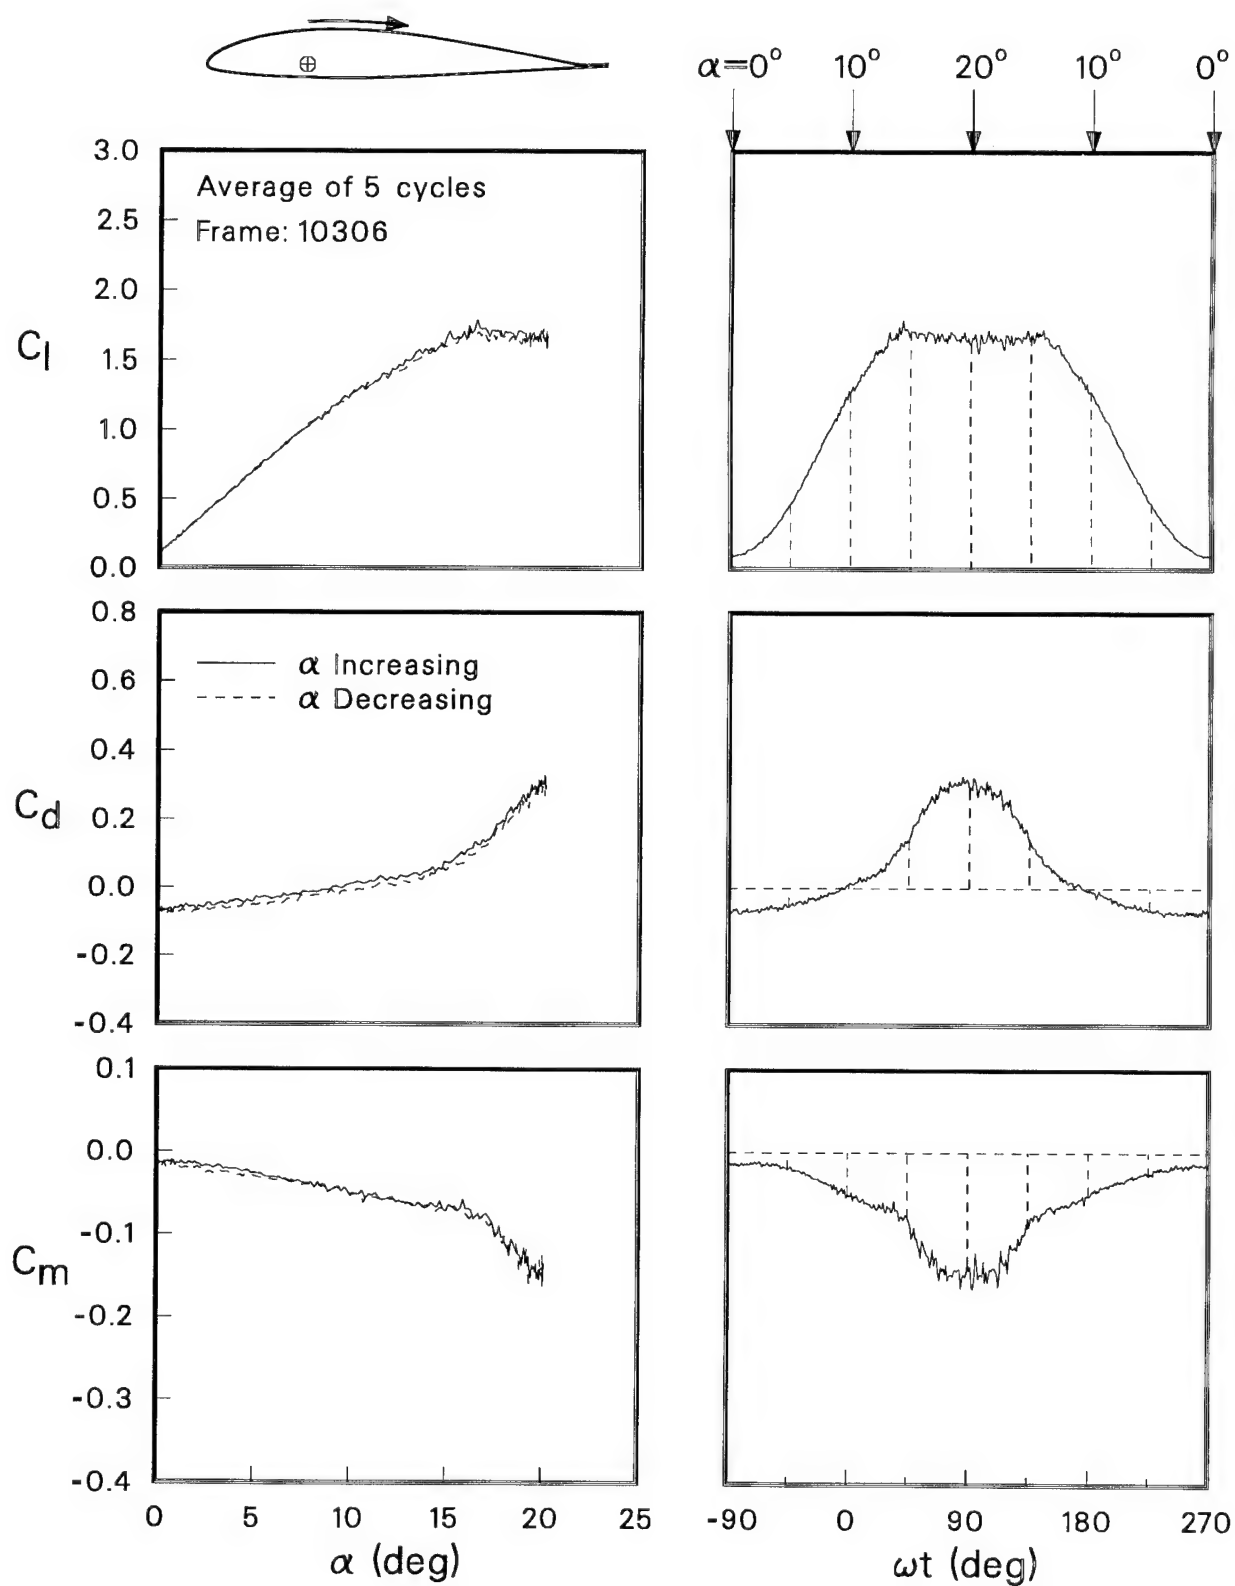 α=0° 10° 20° 10° 0°
3.0
2.5
2.0
1.5
1.0
0.5
0.0
Cl
Average of 5 cycles
Frame: 10306
0.8
0.6
0.4
0.2
0.0
-0.2
-0.4
Cd
α Increasing
α Decreasing
0.1
0.0
-0.1
-0.2
-0.3
-0.4
Cm
0 5 10 15 20 25
α (deg)
-90 0 90 180 270
ωt (deg)